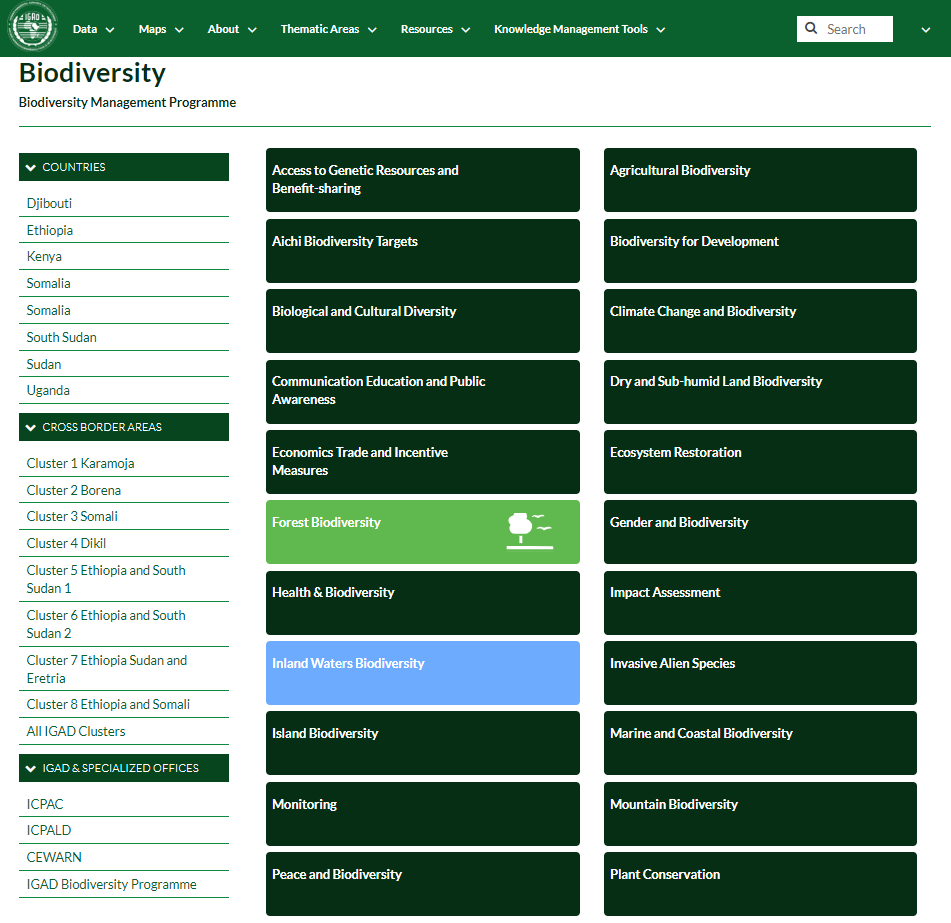 IGAD
Data
Maps
About
Thematic Areas
Resources
Knowledge Management Tools
Search
Biodiversity
Biodiversity Management Programme
COUNTRIES
Djibouti
Ethiopia
Kenya
Somalia
Somalia
South Sudan
Sudan
Uganda
CROSS BORDER AREAS
Cluster 1 Karamoja
Cluster 2 Borena
Cluster 3 Somali
Cluster 4 Dikil
Cluster 5 Ethiopia and South
Sudan 1
Cluster 6 Ethiopia and South
Sudan 2
Cluster 7 Ethiopia Sudan and
Eretria
Cluster 8 Ethiopia and Somali
All IGAD Clusters
IGAD & SPECIALIZED OFFICES
ICPAC
ICPALD
CEWARN
IGAD Biodiversity Programme
Access to Genetic Resources and
Benefit-sharing
Agricultural Biodiversity
Aichi Biodiversity Targets
Biodiversity for Development
Biological and Cultural Diversity
Climate Change and Biodiversity
Communication Education and Public
Awareness
Dry and Sub-humid Land Biodiversity
Economics Trade and Incentive
Measures
Ecosystem Restoration
Forest Biodiversity
Gender and Biodiversity
Health & Biodiversity
Impact Assessment
Inland Waters Biodiversity
Invasive Alien Species
Island Biodiversity
Marine and Coastal Biodiversity
Monitoring
Mountain Biodiversity
Peace and Biodiversity
Plant Conservation